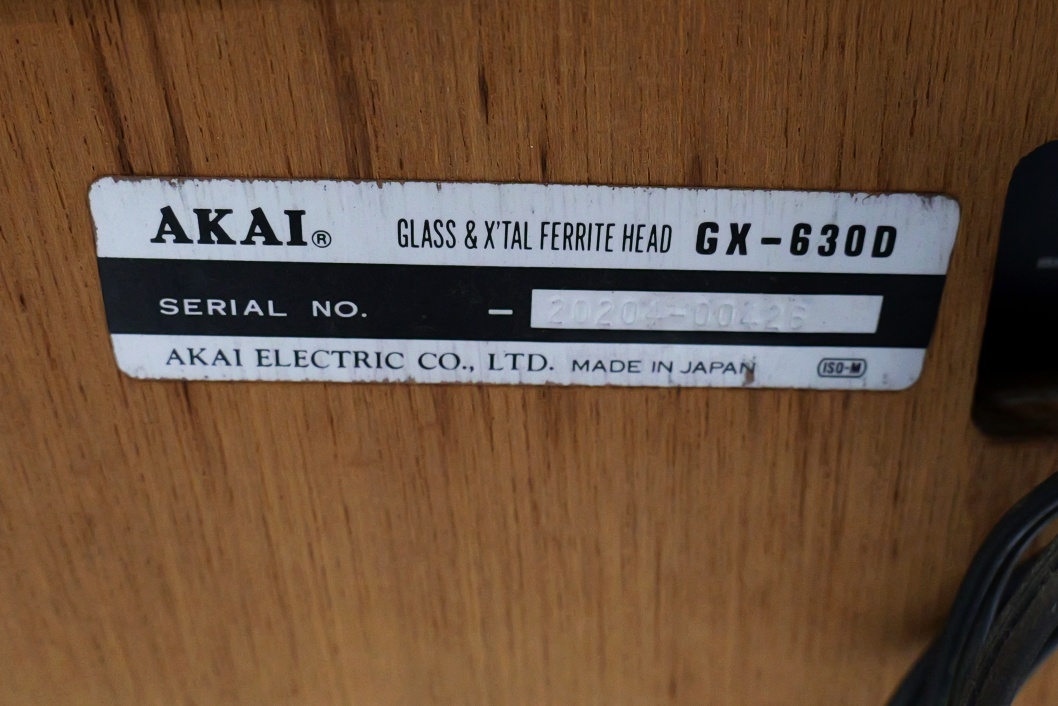 AKAI® GLASS & X'TAL FERRITE HEAD GX-630D
SERIAL NO. – 20204-00426
AKAI ELECTRIC CO., LTD. MADE IN JAPAN ISO-M